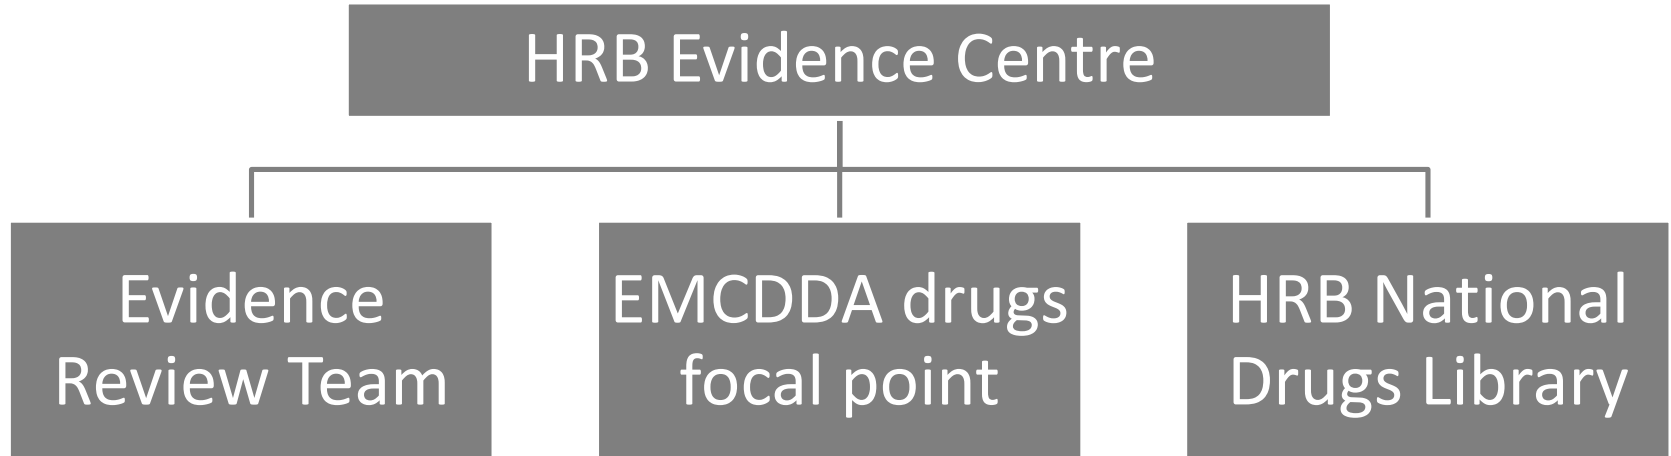 HRB Evidence Centre
Evidence
Review Team
EMCDDA drugs
focal point
HRB National
Drugs Library